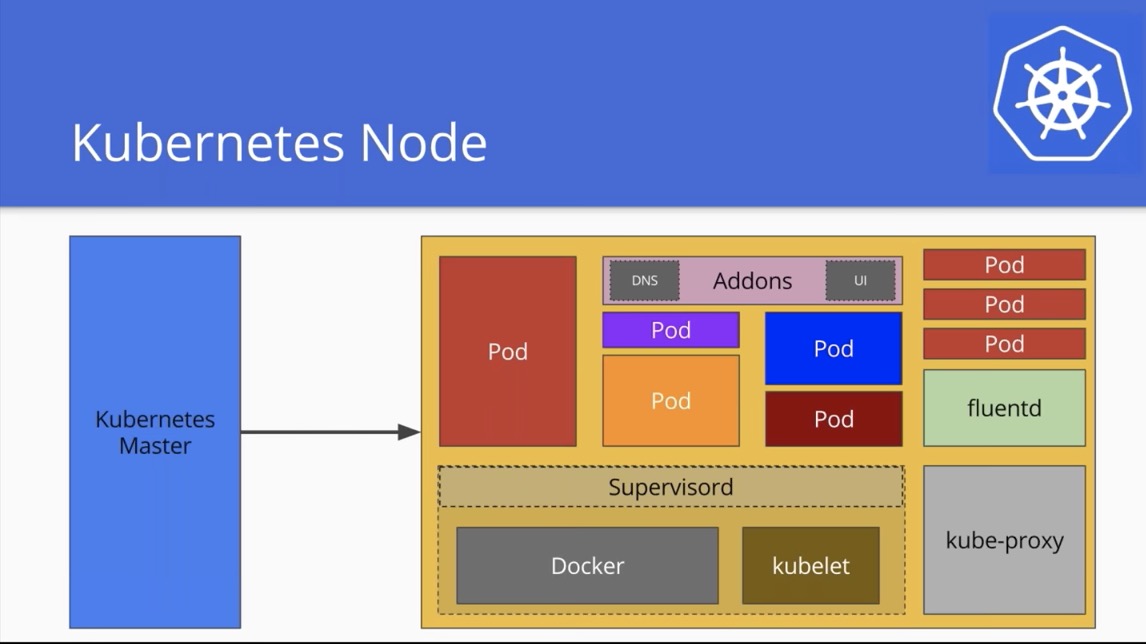 Kubernetes Node
Kubernetes
Master
Pod
DNS
Addons
UI
Pod
Pod
Pod
Pod
Pod
Pod
Pod
fluentd
Supervisord
Docker
kubelet
kube-proxy